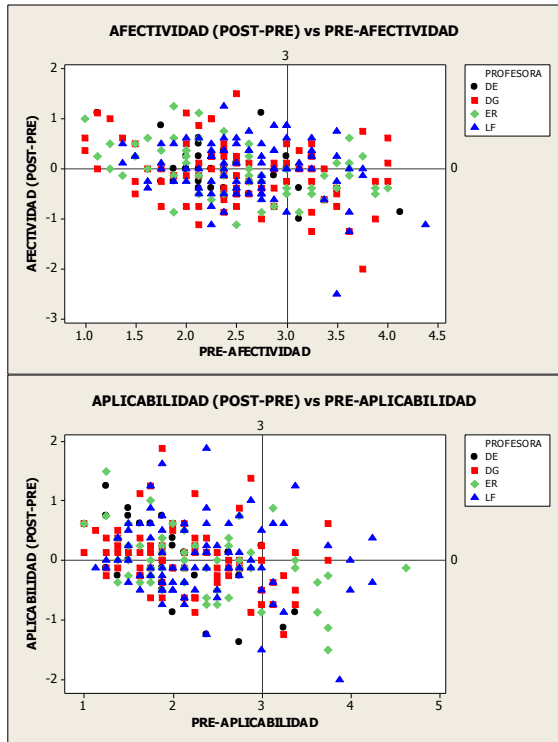 AFECTIVIDAD (POST-PRE) vs PRE-AFECTIVIDAD
3
PROFESORA
DE
DG
ER
LF
AFECTIVIDAD (POST-PRE)
2
1
0
-1
-2
-3
0
1.0 1.5 2.0 2.5 3.0 3.5 4.0 4.5
PRE-AFECTIVIDAD
APLICABILIDAD (POST-PRE) vs PRE-APLICABILIDAD
3
PROFESORA
DE
DG
ER
LF
APLICABILIDAD (POST-PRE)
2
1
0
-1
-2
0
1 2 3 4 5
PRE-APLICABILIDAD